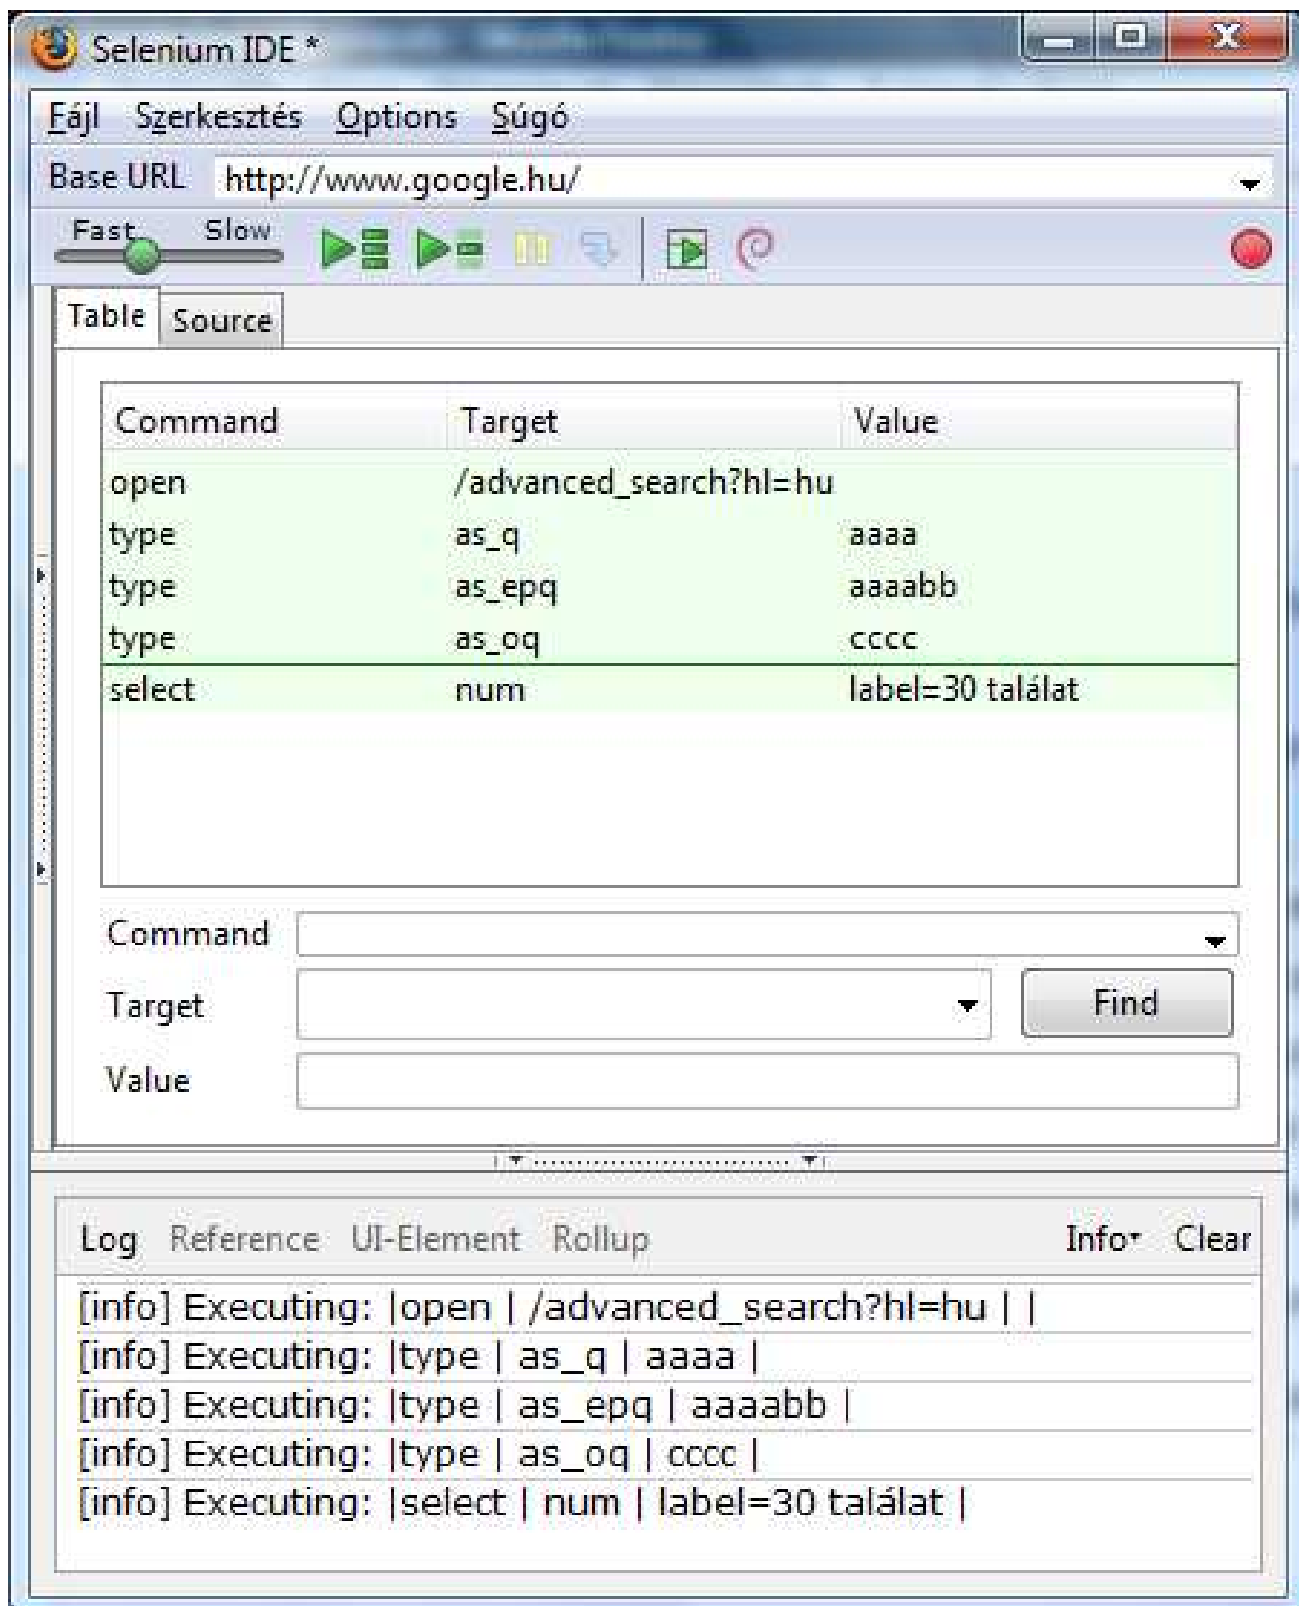 Selenium IDE *
Fájl Szerkesztés Options Súgó
Base URL http://www.google.hu/
Fast Slow
Table Source
Command Target Value
open /advanced_search?hl=hu
type as_q aaaa
type as_epq aaaabb
type as_oq cccc
select num label=30 találat
Command
Target Find
Value
Log Reference UI-Element Rollup Info Clear
[info] Executing: |open | /advanced_search?hl=hu | |
[info] Executing: |type | as_q | aaaa |
[info] Executing: |type | as_epq | aaaabb |
[info] Executing: |type | as_oq | cccc |
[info] Executing: |select | num | label=30 találat |